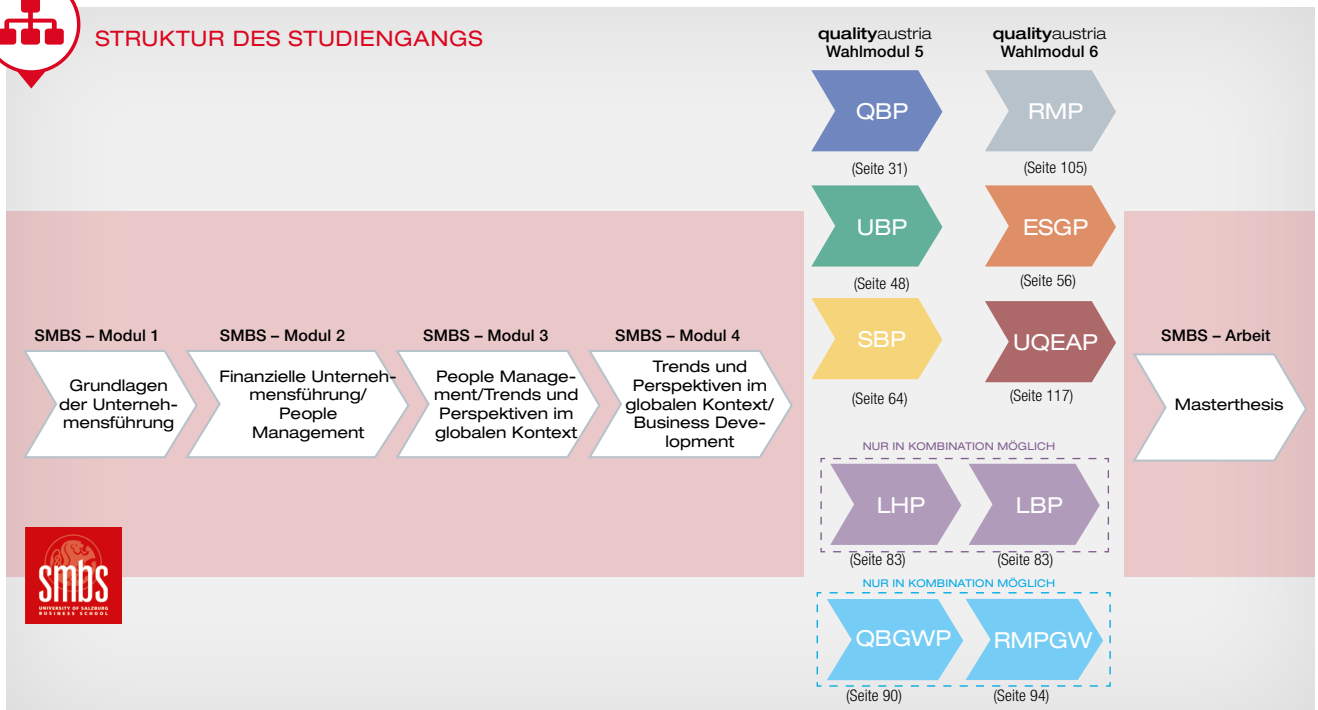 STRUKTUR DES STUDIENGANGS
qualityaustria
Wahlmodul 5
qualityaustria
Wahlmodul 6
QBP
RMP
(Seite 31)
(Seite 105)
UBP
ESGP
(Seite 48)
(Seite 56)
SBP
UQEAP
(Seite 64)
(Seite 117)
SMBS – Modul 1
Grundlagen
der Unterneh-
mensführung
SMBS – Modul 2
Finanzielle Unterneh-
mensführung/
People
Management
SMBS – Modul 3
People Manage-
ment/Trends und
Perspektiven im
globalen Kontext
SMBS – Modul 4
Trends und
Perspektiven im
globalen Kontext/
Business Deve-
lopment
NUR IN KOMBINATION MÖGLICH
LHP
LBP
(Seite 83)
(Seite 83)
NUR IN KOMBINATION MÖGLICH
QBGWP
RMPGW
(Seite 90)
(Seite 94)
SMBS – Arbeit
Masterthesis
smbs
UNIVERSITY OF SALZBURG
BUSINESS SCHOOL